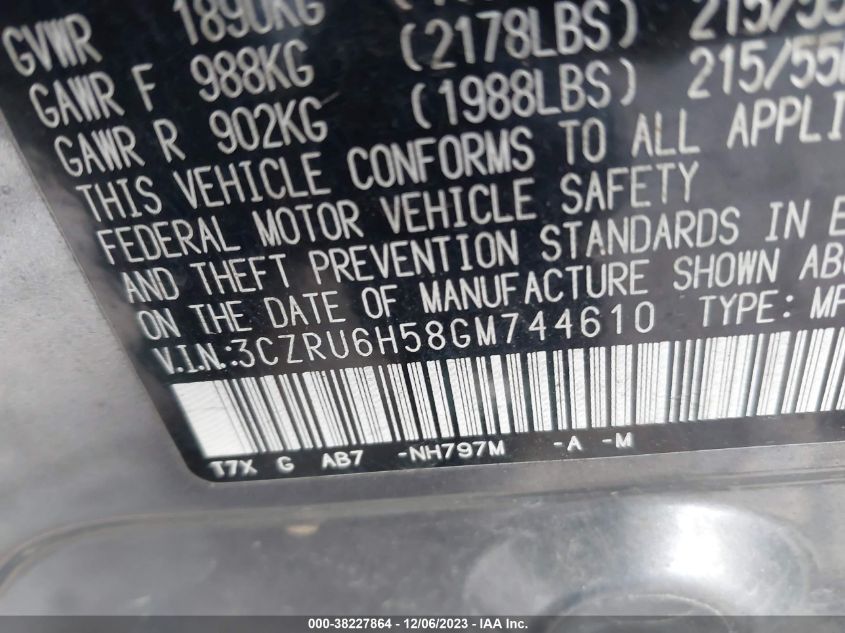 GVWR 1890KG
GAWR F 988KG (2178LBS) 215/55
GAWR R 902KG (1988LBS) 215/55
THIS VEHICLE CONFORMS TO ALL APPLI
FEDERAL MOTOR VEHICLE SAFETY
AND THEFT PREVENTION STANDARDS IN E
ON THE DATE OF MANUFACTURE SHOWN AB
V.I.N.:3CZRU6H58GM744610 TYPE: MP
T7X G AB7 -NH797M -A -M
000-38227864 - 12/06/2023 - IAA Inc.